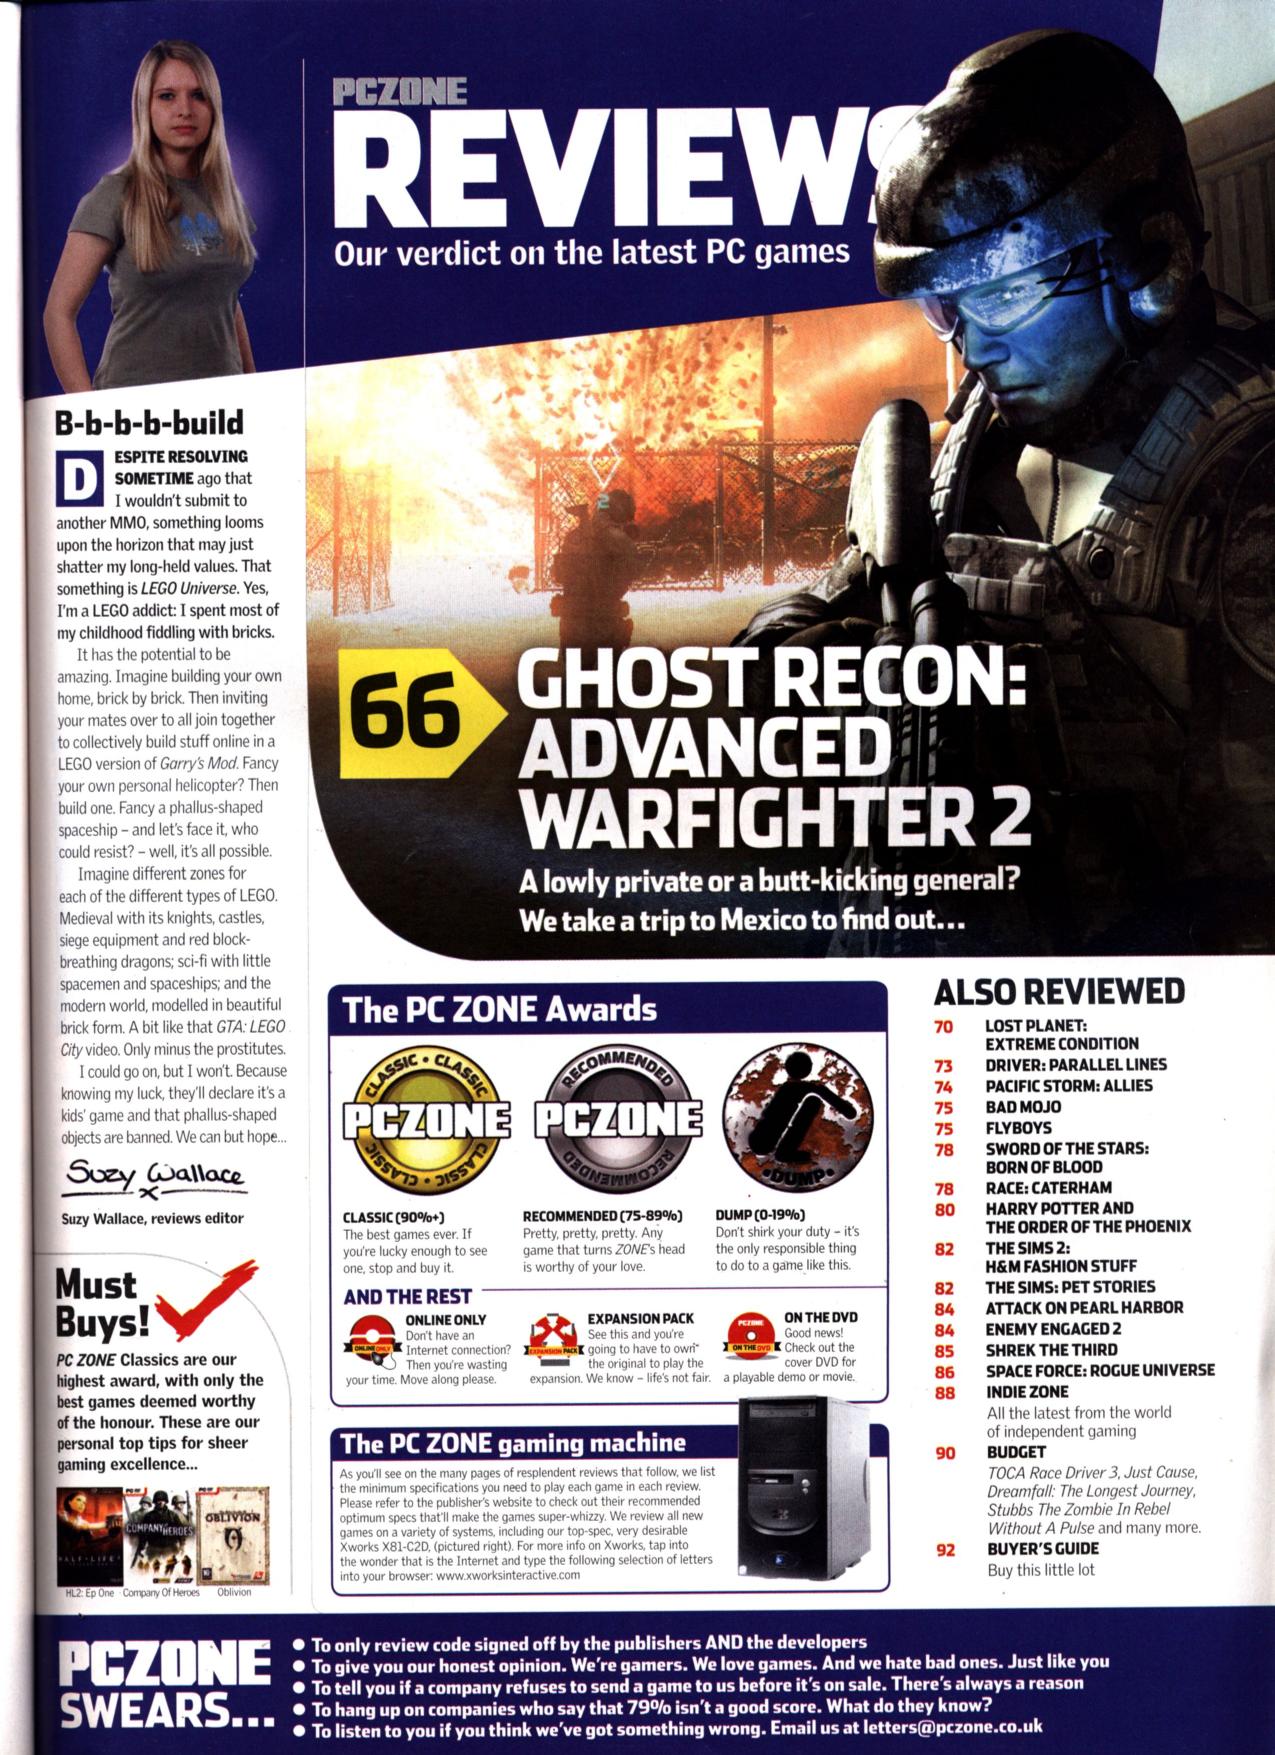 PCZONE
REVIEWS
Our verdict on the latest PC games
B-b-b-b-build
DESPITE RESOLVING
SOMETIME ago that
I wouldn't submit to
another MMO, something looms
upon the horizon that may just
shatter my long-held values. That
something is LEGO Universe. Yes,
I'm a LEGO addict: I spent most of
my childhood fiddling with bricks.
It has the potential to be
amazing. Imagine building your own
home, brick by brick. Then inviting
your mates over to all join together
to collectively build stuff online in a
LEGO version of Garry's Mod. Fancy
your own personal helicopter? Then
build one. Fancy a phallus-shaped
spaceship – and let's face it, who
could resist? – well, it's all possible.
Imagine different zones for
each of the different types of LEGO.
Medieval with its knights, castles,
siege equipment and red block-
breathing dragons; sci-fi with little
spacemen and spaceships; and the
modern world, modelled in beautiful
brick form. A bit like that GTA: LEGO
City video. Only minus the prostitutes.
I could go on, but I won't. Because
knowing my luck, they'll declare it's a
kids' game and that phallus-shaped
objects are banned. We can but hope...
Suzy Wallace
x
Suzy Wallace, reviews editor
Must
Buys!
PC ZONE Classics are our
highest award, with only the
best games deemed worthy
of the honour. These are our
personal top tips for sheer
gaming excellence...
HALF-LIFE
COMPANY of HEROES
OBLIVION
HL2: Ep One Company Of Heroes Oblivion
2
66
GHOST RECON:
ADVANCED
WARFIGHTER 2
A lowly private or a butt-kicking general?
We take a trip to Mexico to find out...
The PC ZONE Awards
CLASSIC • CLASSIC
PCZONE
CLASSIC • CLASSIC
RECOMMENDED
PCZONE
RECOMMENDED
•DUMP•
CLASSIC (90%+)
The best games ever. If
you're lucky enough to see
one, stop and buy it.
RECOMMENDED (75-89%)
Pretty, pretty, pretty. Any
game that turns ZONE's head
is worthy of your love.
DUMP (0-19%)
Don't shirk your duty – it's
the only responsible thing
to do to a game like this.
AND THE REST
ONLINE ONLY
ONLINE ONLY
Don't have an
Internet connection?
Then you're wasting
your time. Move along please.
EXPANSION PACK
EXPANSION PACK
See this and you're
going to have to own
the original to play the
expansion. We know – life's not fair.
PCZONE
ON THE DVD
ON THE DVD
Good news!
Check out the
cover DVD for
a playable demo or movie.
The PC ZONE gaming machine
As you'll see on the many pages of resplendent reviews that follow, we list
the minimum specifications you need to play each game in each review.
Please refer to the publisher's website to check out their recommended
optimum specs that'll make the games super-whizzy. We review all new
games on a variety of systems, including our top-spec, very desirable
Xworks X81-C2D, (pictured right). For more info on Xworks, tap into
the wonder that is the Internet and type the following selection of letters
into your browser: www.xworksinteractive.com
ALSO REVIEWED
70 LOST PLANET:
EXTREME CONDITION
73 DRIVER: PARALLEL LINES
74 PACIFIC STORM: ALLIES
75 BAD MOJO
75 FLYBOYS
78 SWORD OF THE STARS:
BORN OF BLOOD
78 RACE: CATERHAM
80 HARRY POTTER AND
THE ORDER OF THE PHOENIX
82 THE SIMS 2:
H&M FASHION STUFF
82 THE SIMS: PET STORIES
84 ATTACK ON PEARL HARBOR
84 ENEMY ENGAGED 2
85 SHREK THE THIRD
86 SPACE FORCE: ROGUE UNIVERSE
88 INDIE ZONE
All the latest from the world
of independent gaming
90 BUDGET
TOCA Race Driver 3, Just Cause,
Dreamfall: The Longest Journey,
Stubbs The Zombie In Rebel
Without A Pulse and many more.
92 BUYER'S GUIDE
Buy this little lot
PCZONE
SWEARS...
● To only review code signed off by the publishers AND the developers
● To give you our honest opinion. We're gamers. We love games. And we hate bad ones. Just like you
● To tell you if a company refuses to send a game to us before it's on sale. There's always a reason
● To hang up on companies who say that 79% isn't a good score. What do they know?
● To listen to you if you think we've got something wrong. Email us at letters@pczone.co.uk